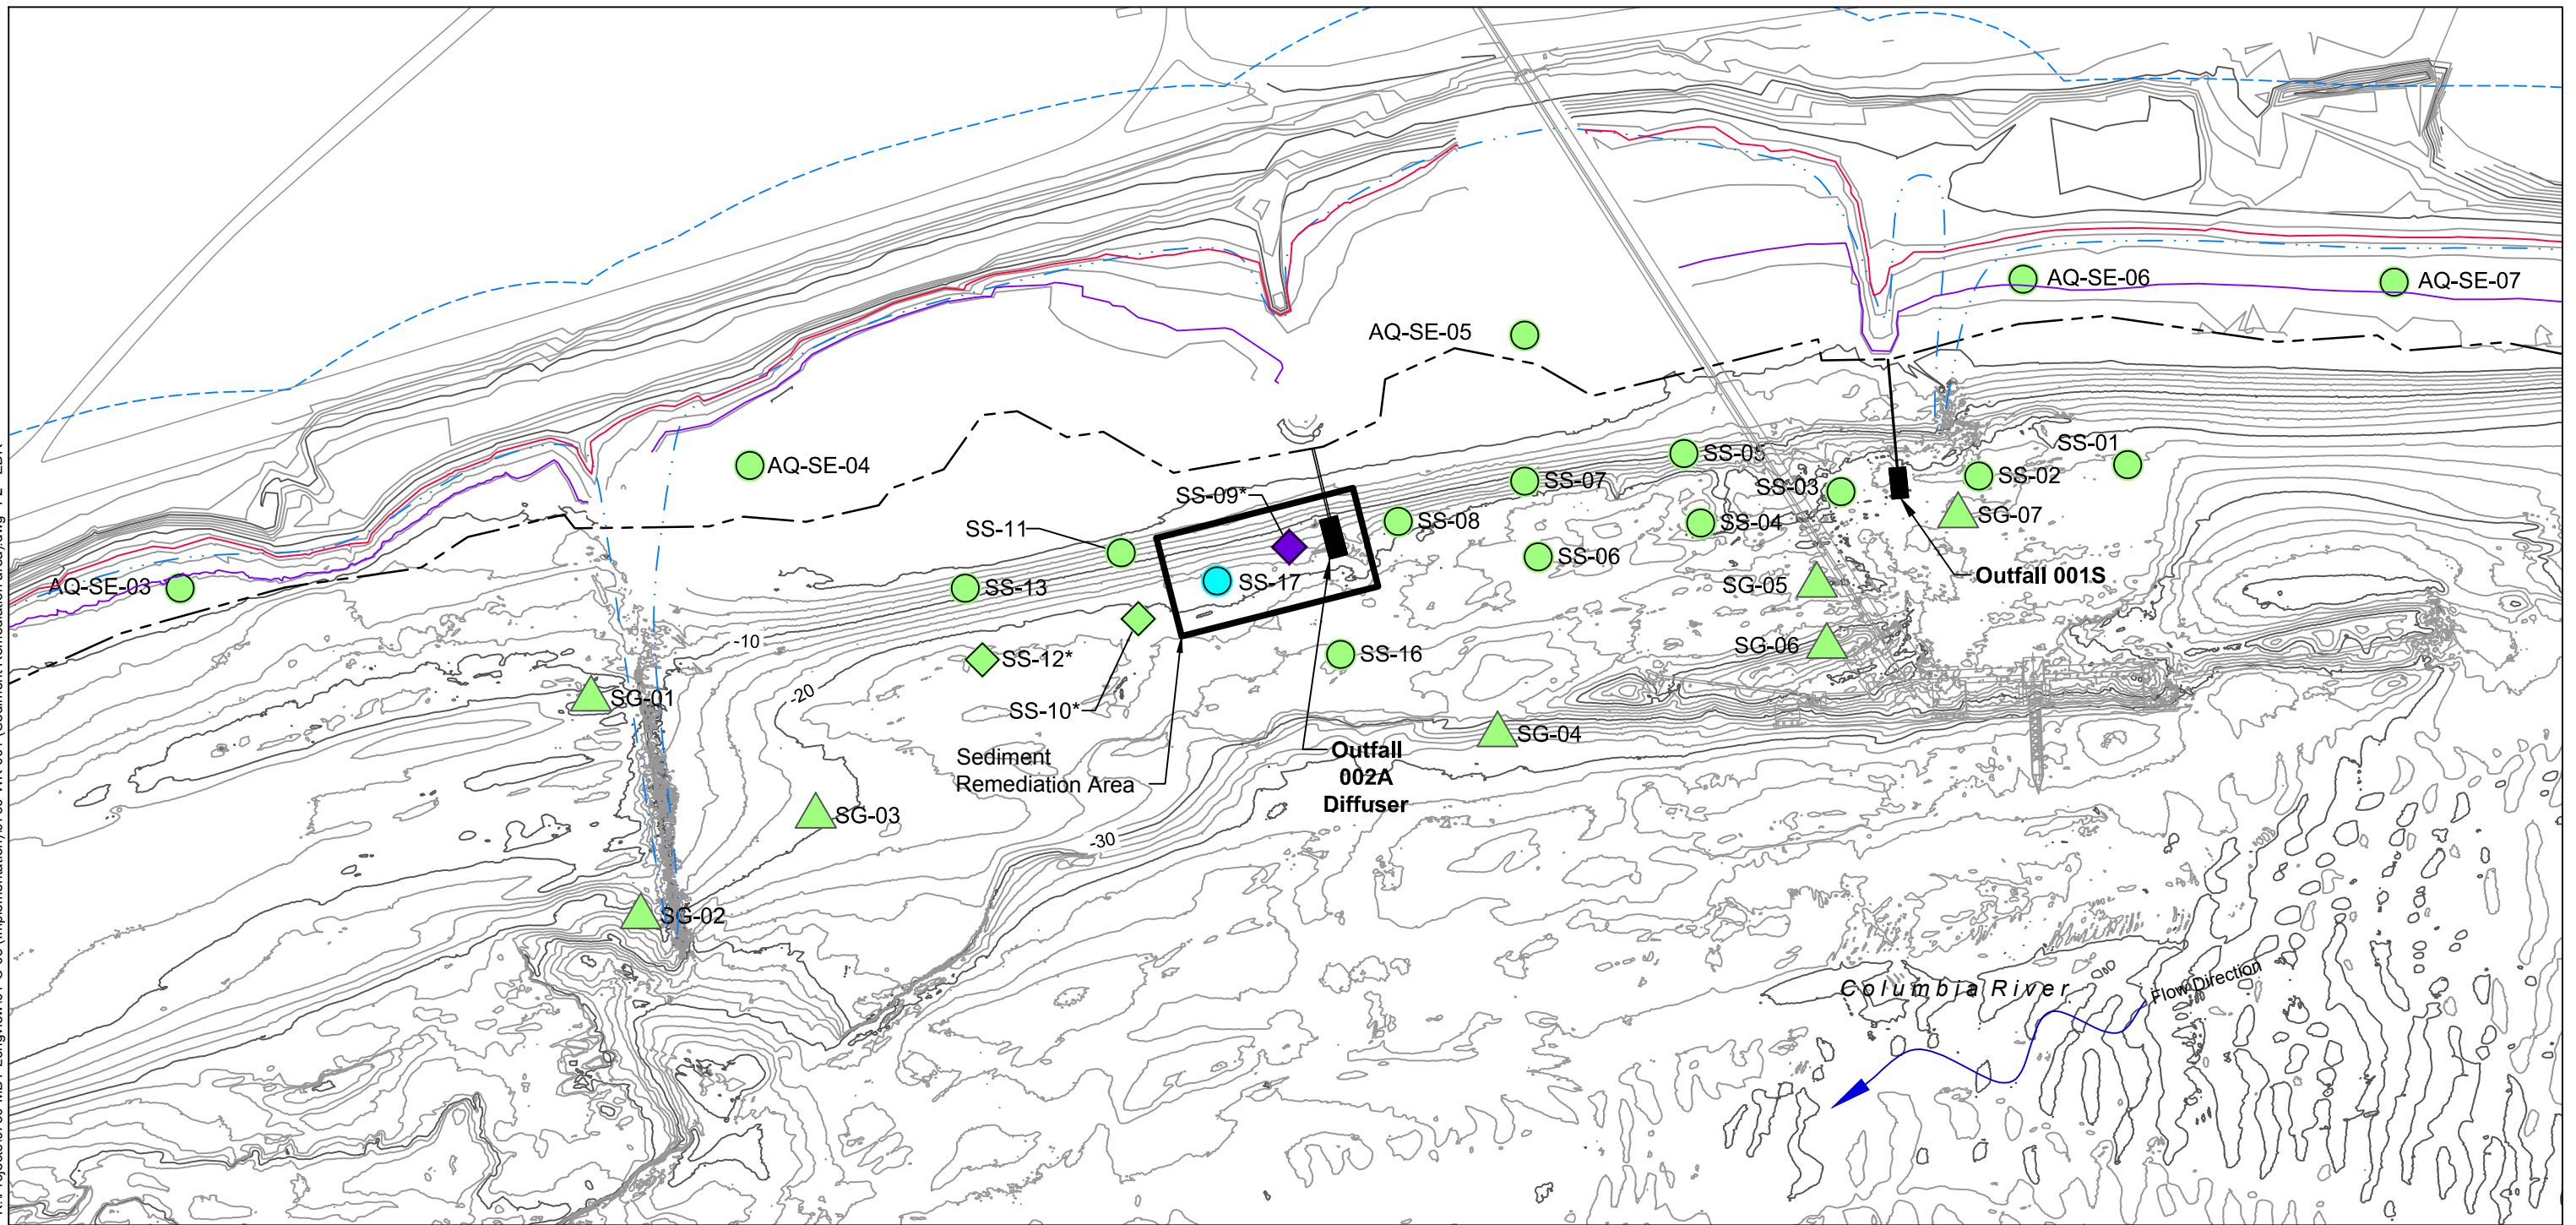 AQ-SE-06
AQ-SE-07
AQ-SE-05
SS-01
AQ-SE-04
SS-05
SS-02
SS-07
SS-03
SS-09*
SG-07
SS-08
SS-04
SS-11
SS-06
Outfall 001S
AQ-SE-03
SS-13
SS-17
SG-05
-10
SG-06
SS-12*
SS-16
SG-01
-20
SS-10*
SG-04
Sediment
Remediation Area
Outfall
002A
Diffuser
SG-03
-30
SG-02
Flow Direction
Columbia River